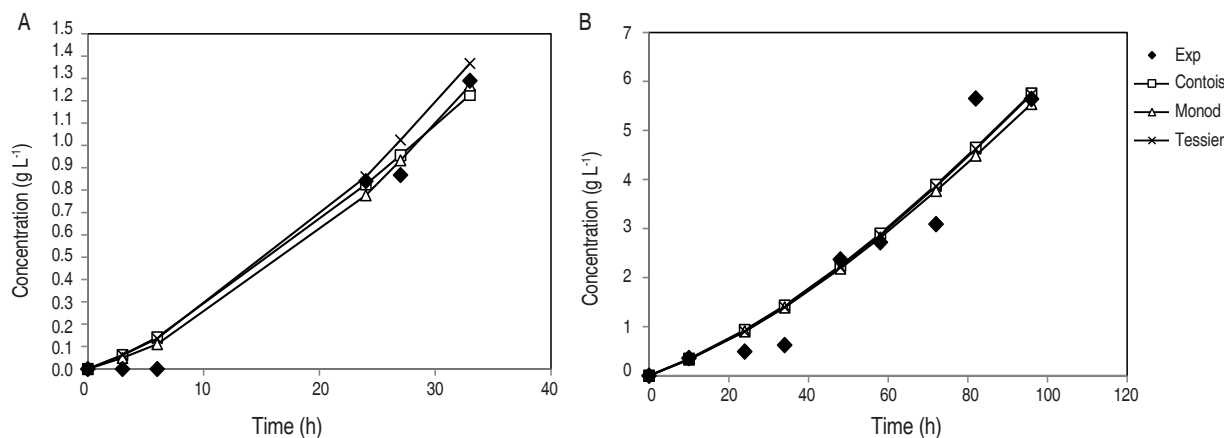 A
1.5
1.4
1.3
1.2
1.1
1.0
0.9
0.8
0.7
0.6
0.5
0.4
0.3
0.2
0.1
0.0
Concentration (g L-1)
0 10 20 30 40
Time (h)
B
7
6
5
4
3
2
1
0
Concentration (g L-1)
0 20 40 60 80 100 120
Time (h)
Exp
Contois
Monod
Tessier